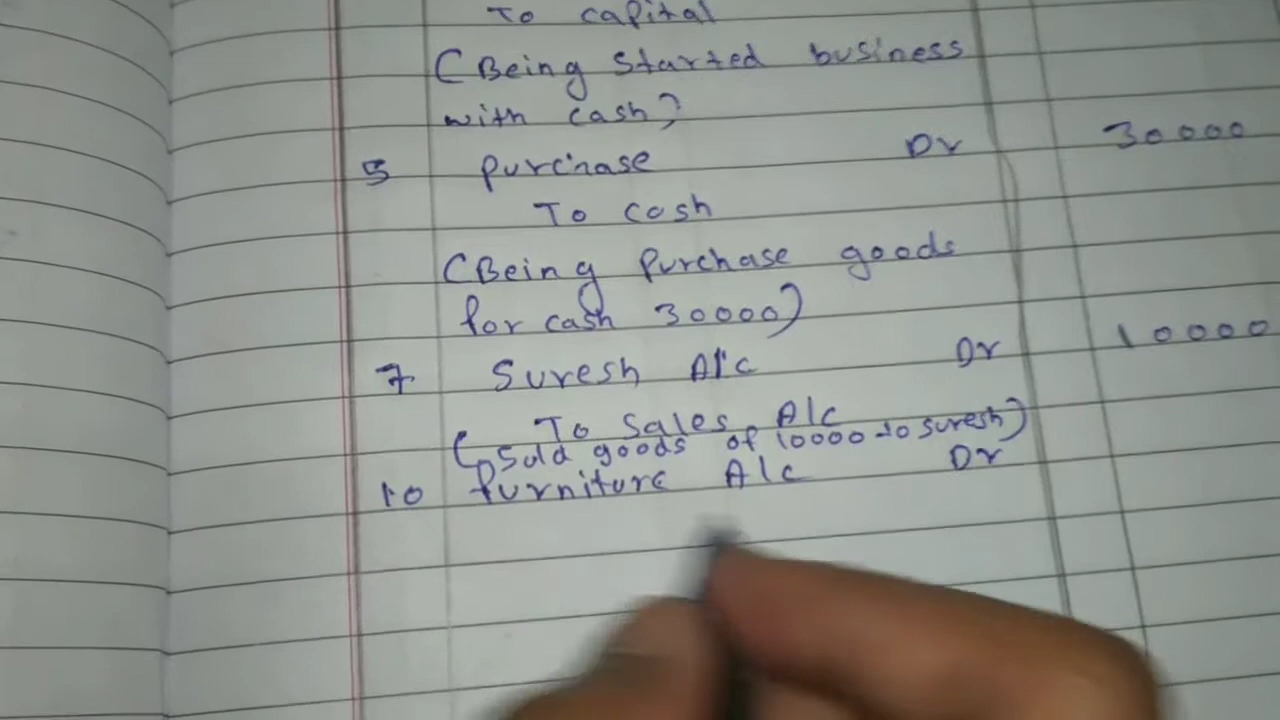 To capital
(Being Started business
with cash)
5 Purchase Dr 30000
To cash
(Being Purchase goods
for cash 30000)
7 Suresh A/c Dr 10000
To Sales A/c
(Sold goods of 10000 to suresh)
10 furniture A/c Dr